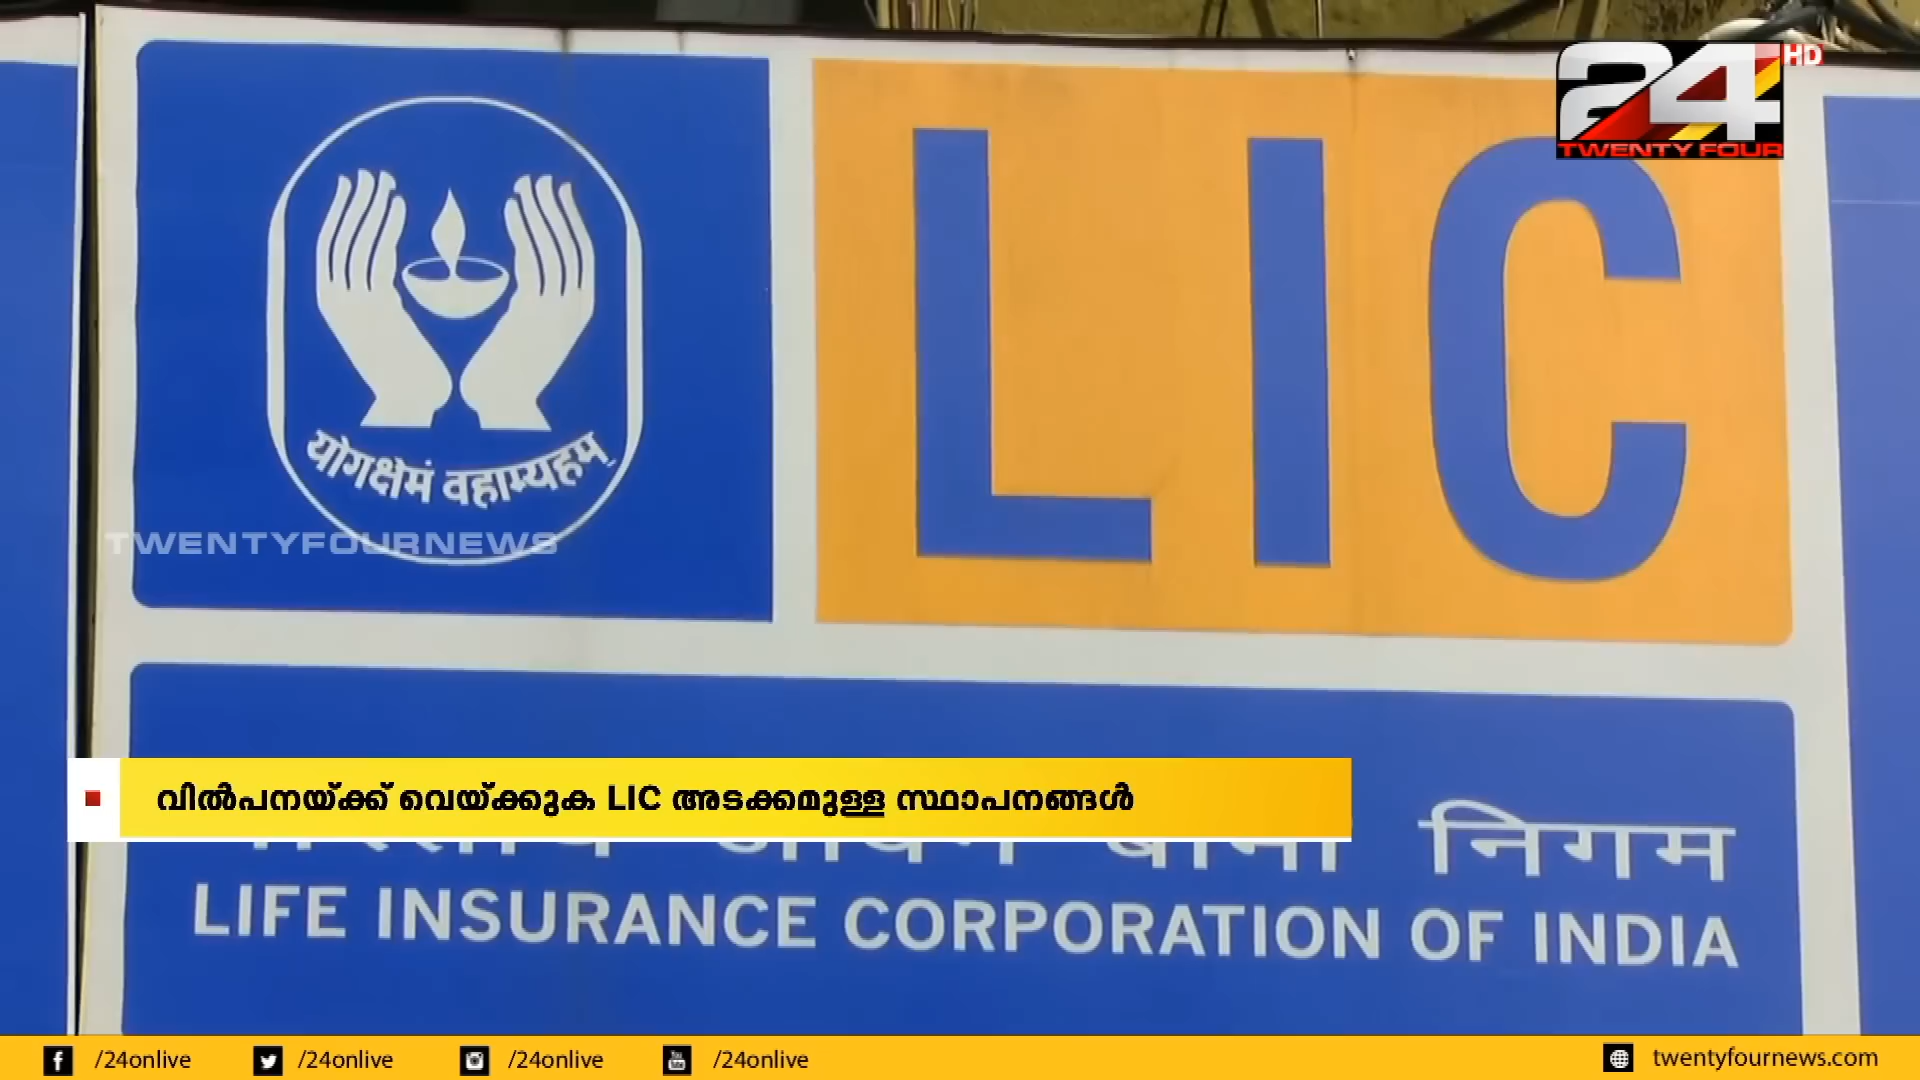 24 HD
TWENTY FOUR
LIC
योगक्षेमं वहाम्यहम्
TWENTYFOURNEWS
വിൽപനയ്ക്ക് വെയ്ക്കുക LIC അടക്കമുള്ള സ്ഥാപനങ്ങൾ
निगम
LIFE INSURANCE CORPORATION OF INDIA
/24onlive /24onlive /24onlive /24onlive twentyfournews.com